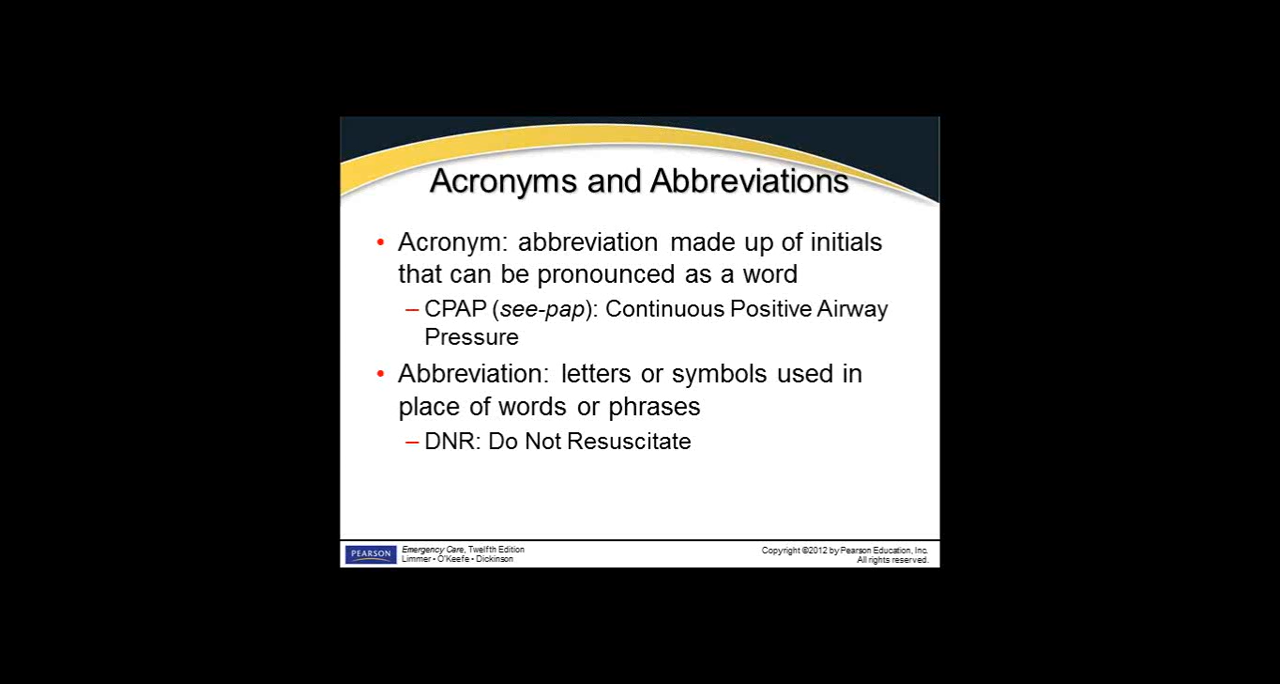 Acronyms and Abbreviations
• Acronym: abbreviation made up of initials
that can be pronounced as a word
– CPAP (see-pap): Continuous Positive Airway
Pressure
• Abbreviation: letters or symbols used in
place of words or phrases
– DNR: Do Not Resuscitate
PEARSON
Emergency Care, Twelfth Edition
Limmer • O'Keefe • Dickinson
Copyright ©2012 by Pearson Education, Inc.
All rights reserved.